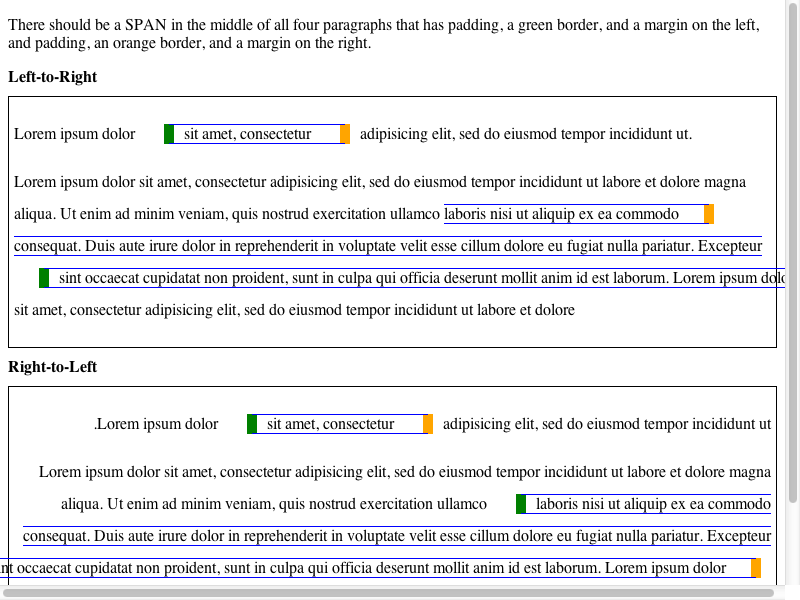 There should be a SPAN in the middle of all four paragraphs that has padding, a green border, and a margin on the left,
and padding, an orange border, and a margin on the right.
Left-to-Right
Lorem ipsum dolor sit amet, consectetur adipisicing elit, sed do eiusmod tempor incididunt ut.
Lorem ipsum dolor sit amet, consectetur adipisicing elit, sed do eiusmod tempor incididunt ut labore et dolore magna
aliqua. Ut enim ad minim veniam, quis nostrud exercitation ullamco laboris nisi ut aliquip ex ea commodo
consequat. Duis aute irure dolor in reprehenderit in voluptate velit esse cillum dolore eu fugiat nulla pariatur. Excepteur
sint occaecat cupidatat non proident, sunt in culpa qui officia deserunt mollit anim id est laborum. Lorem ipsum
sit amet, consectetur adipisicing elit, sed do eiusmod tempor incididunt ut labore et dolore
Right-to-Left
.Lorem ipsum dolor sit amet, consectetur adipisicing elit, sed do eiusmod tempor incididunt ut
Lorem ipsum dolor sit amet, consectetur adipisicing elit, sed do eiusmod tempor incididunt ut labore et dolore magna
aliqua. Ut enim ad minim veniam, quis nostrud exercitation ullamco laboris nisi ut aliquip ex ea commodo
consequat. Duis aute irure dolor in reprehenderit in voluptate velit esse cillum dolore eu fugiat nulla pariatur. Excepteur
occaecat cupidatat non proident, sunt in culpa qui officia deserunt mollit anim id est laborum. Lorem ipsum dolor